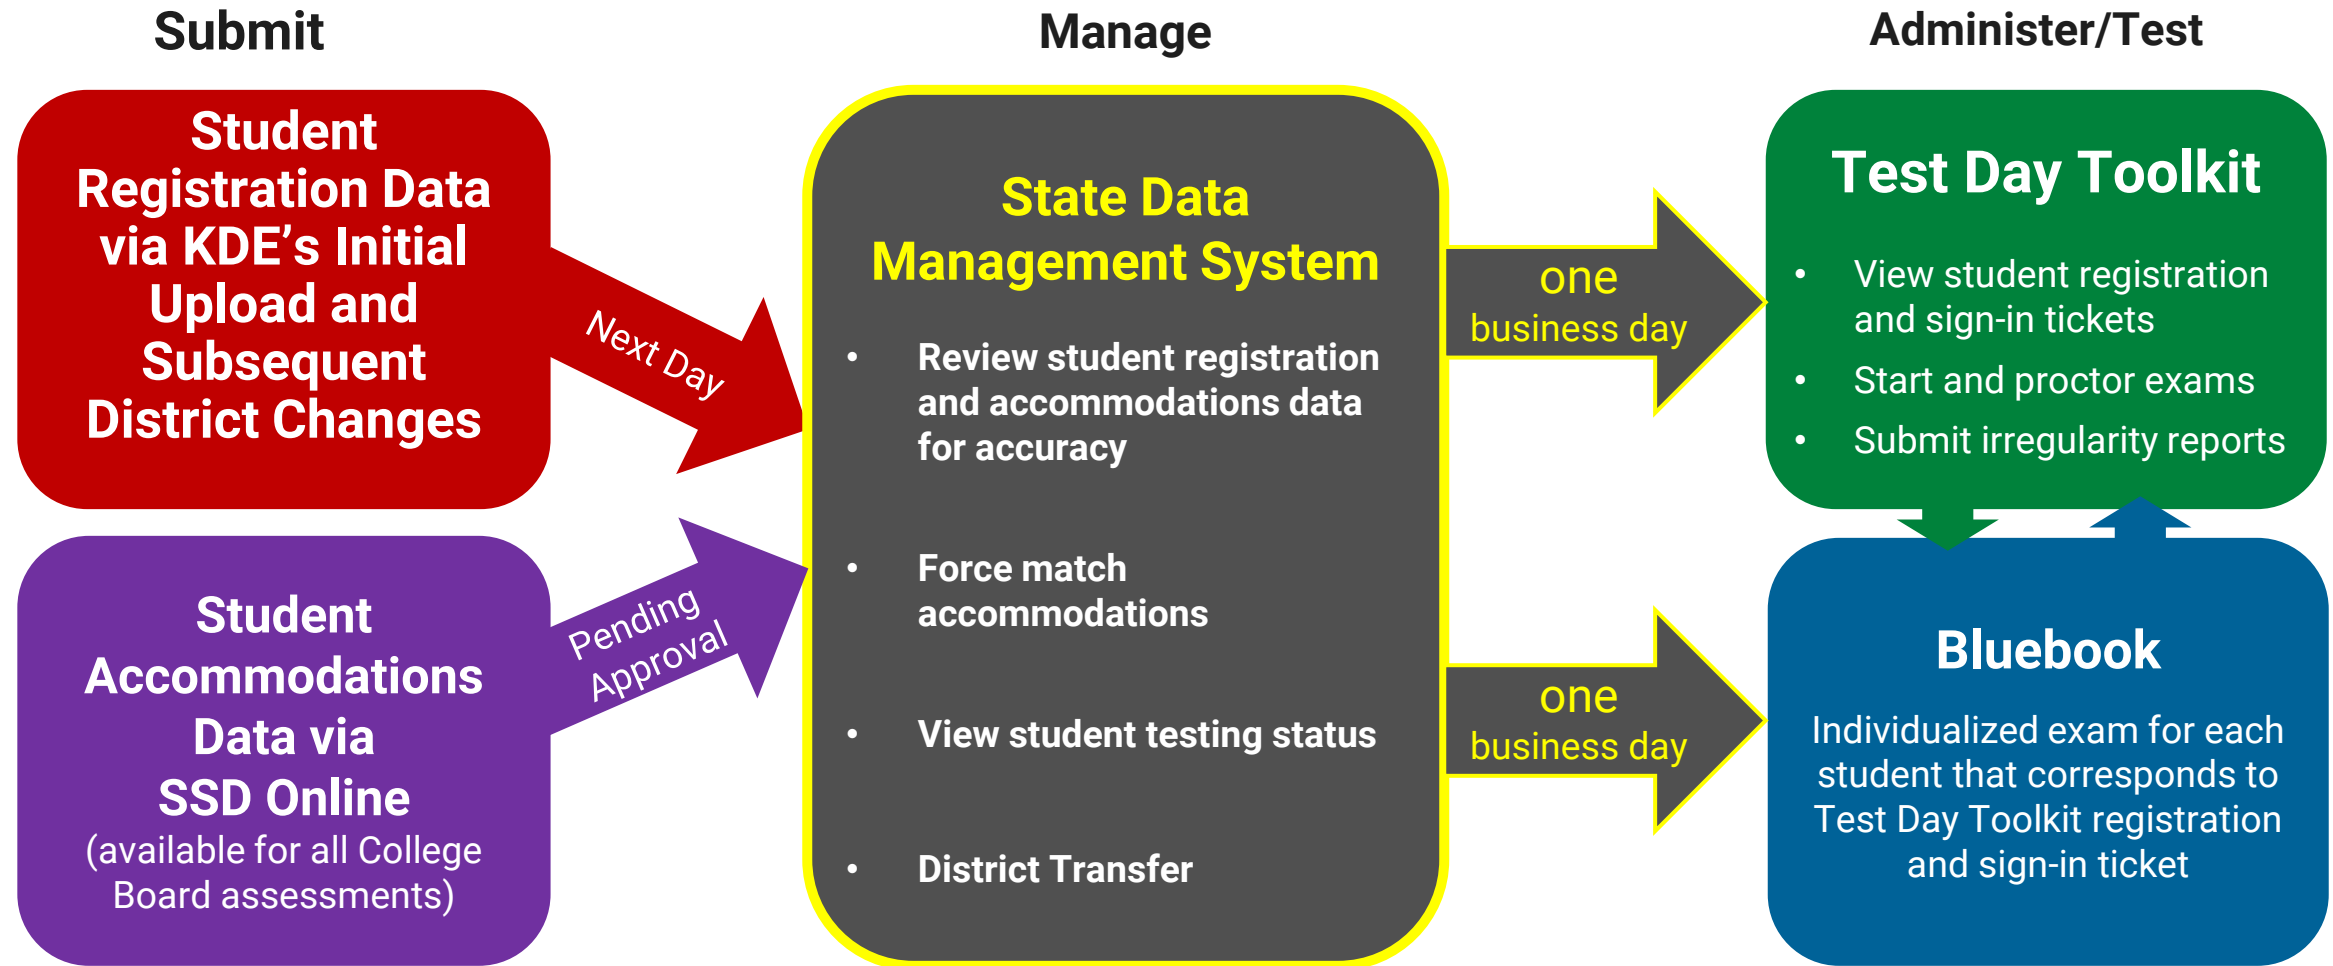 Submit
Student
Registration Data
via KDE’s Initial
Upload and
Subsequent
District Changes
Next Day
Student
Accommodations
Data via
SSD Online
(available for all College
Board assessments)
Pending
Approval
Manage
State Data
Management System
• Review student registration
and accommodations data
for accuracy
• Force match
accommodations
• View student testing status
• District Transfer
one
business day
one
business day
Administer/Test
Test Day Toolkit
• View student registration
and sign-in tickets
• Start and proctor exams
• Submit irregularity reports
Bluebook
Individualized exam for each
student that corresponds to
Test Day Toolkit registration
and sign-in ticket